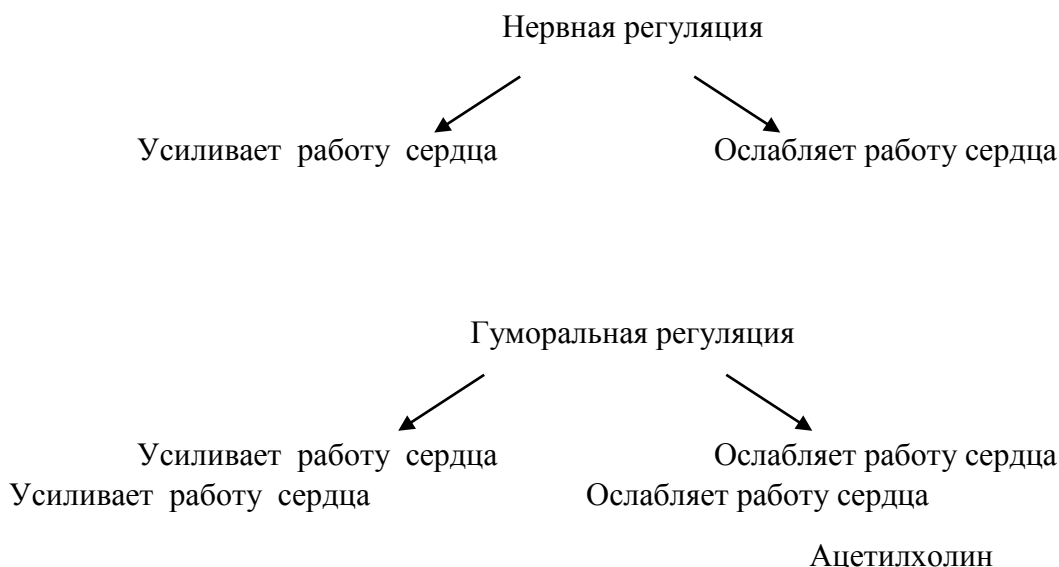 Нервная регуляция
Усиливает работу сердца Ослабляет работу сердца
Гуморальная регуляция
Усиливает работу сердца Ослабляет работу сердца
Усиливает работу сердца Ослабляет работу сердца
Ацетилхолин